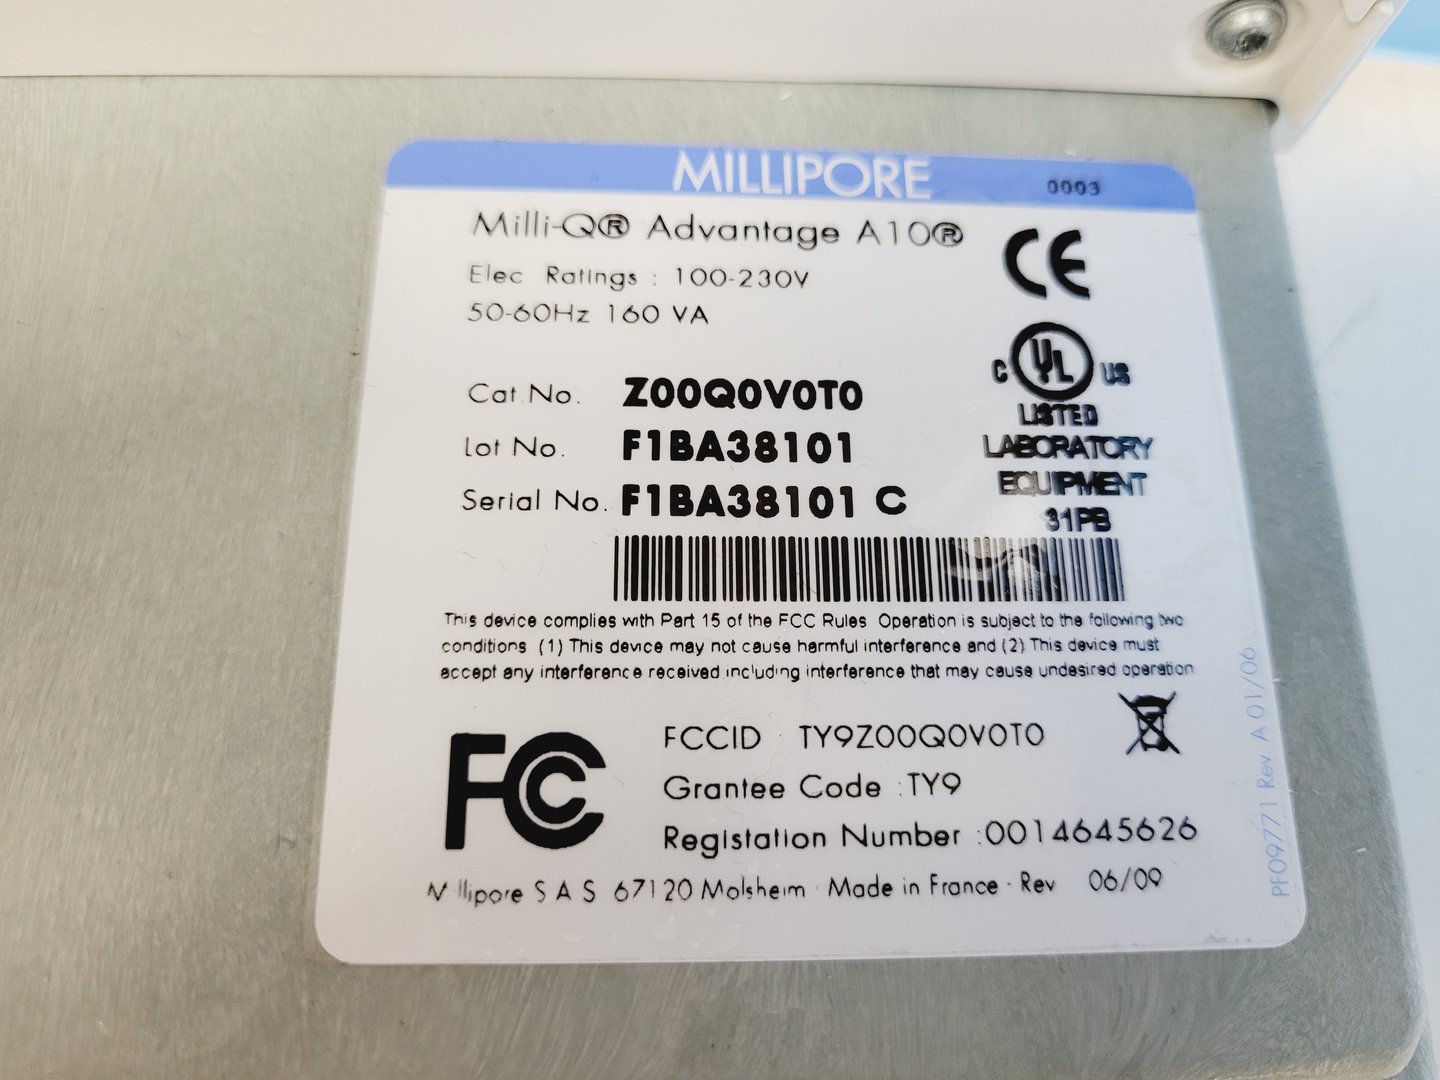 MILLIPORE
0003
Milli-Q® Advantage A10®
Elec Ratings : 100-230V
50-60Hz 160 VA
CE
C UL US
LISTED
LABORATORY
EQUIPMENT
31PB
Cat No. Z00Q0V0T0
Lot No. F1BA38101
Serial No. F1BA38101 C
This device complies with Part 15 of the FCC Rules Operation is subject to the following two
conditions (1) This device may not cause harmful interference and (2) This device must
accept any interference received including interference that may cause undesired operation
FC
FCCID TY9Z00Q0V0T0
Grantee Code : TY9
Registation Number : 0014645626
Millipore S A S 67120 Molsheim Made in France - Rev 06/09
PF09771 Rev. A 01/06